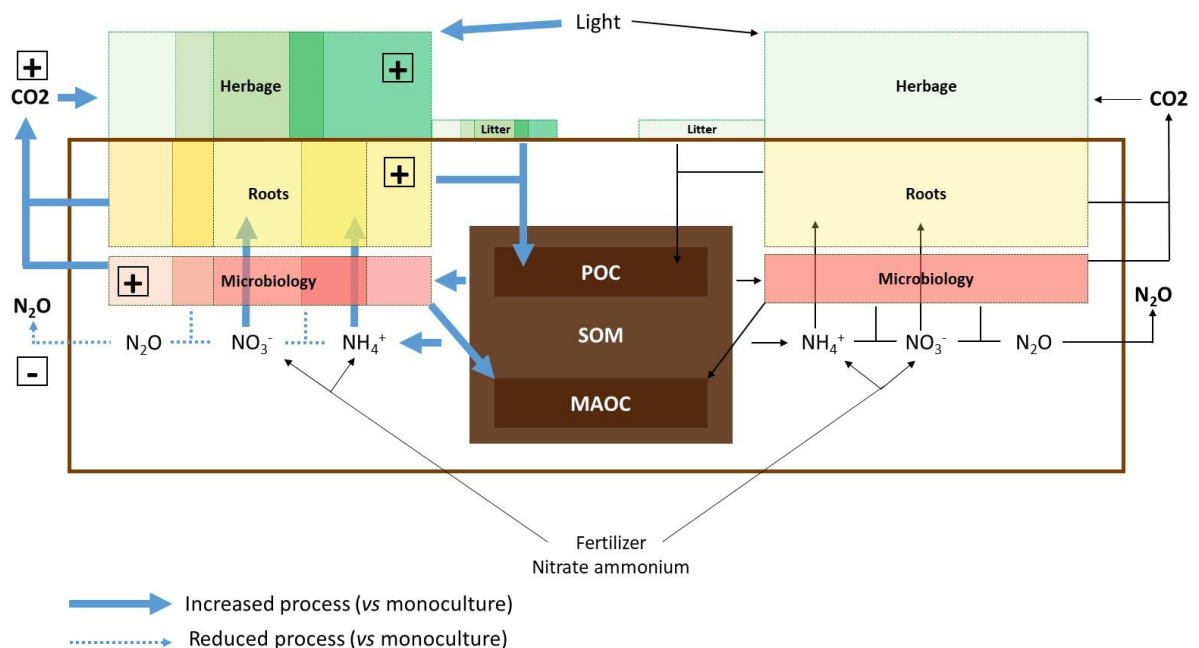 Light
+
CO2
Herbage
+
Litter
Litter
Herbage
CO2
Roots
+
Roots
+
Microbiology
POC
Microbiology
N₂O
N₂O
NO₃⁻
NH₄⁺
SOM
NH₄⁺
NO₃⁻
N₂O
N₂O
-
MAOC
Fertilizer
Nitrate ammonium
Increased process (vs monoculture)
Reduced process (vs monoculture)